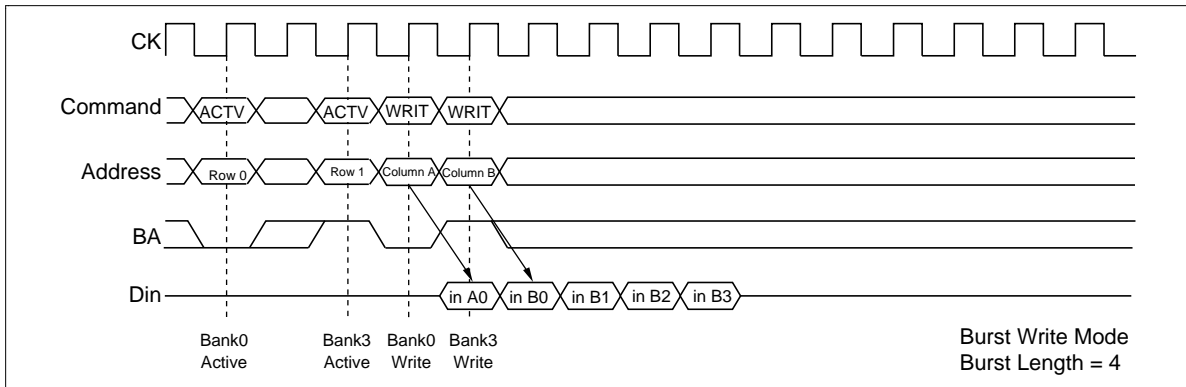 CK
Command ACTV ACTV WRIT WRIT
Address Row 0 Row 1 Column A Column B
BA
Din in A0 in B0 in B1 in B2 in B3
Bank0 Bank3 Bank0 Bank3
Active Active Write Write
Burst Write Mode
Burst Length = 4